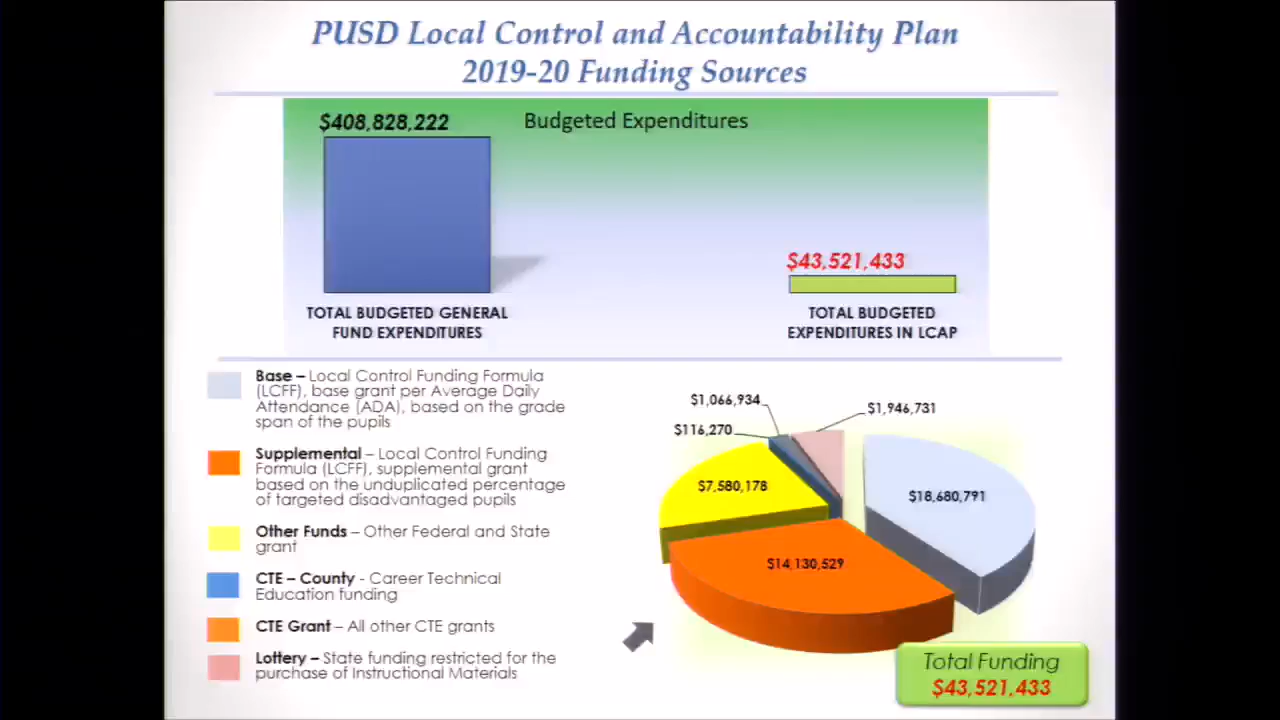 PUSD Local Control and Accountability Plan
2019-20 Funding Sources
$408,828,222
Budgeted Expenditures
$43,521,433
TOTAL BUDGETED GENERAL
FUND EXPENDITURES
TOTAL BUDGETED
EXPENDITURES IN LCAP
Base – Local Control Funding Formula
(LCFF), base grant per Average Daily
Attendance (ADA), based on the grade
span of the pupils
Supplemental – Local Control Funding
Formula (LCFF), supplemental grant
based on the unduplicated percentage
of targeted disadvantaged pupils
Other Funds – Other Federal and State
grant
CTE – County - Career Technical
Education funding
CTE Grant – All other CTE grants
Lottery – State funding restricted for the
purchase of Instructional Materials
$1,066,934
$1,946,731
$116,270
$7,580,178
$18,680,791
$14,130,529
Total Funding
$43,521,433